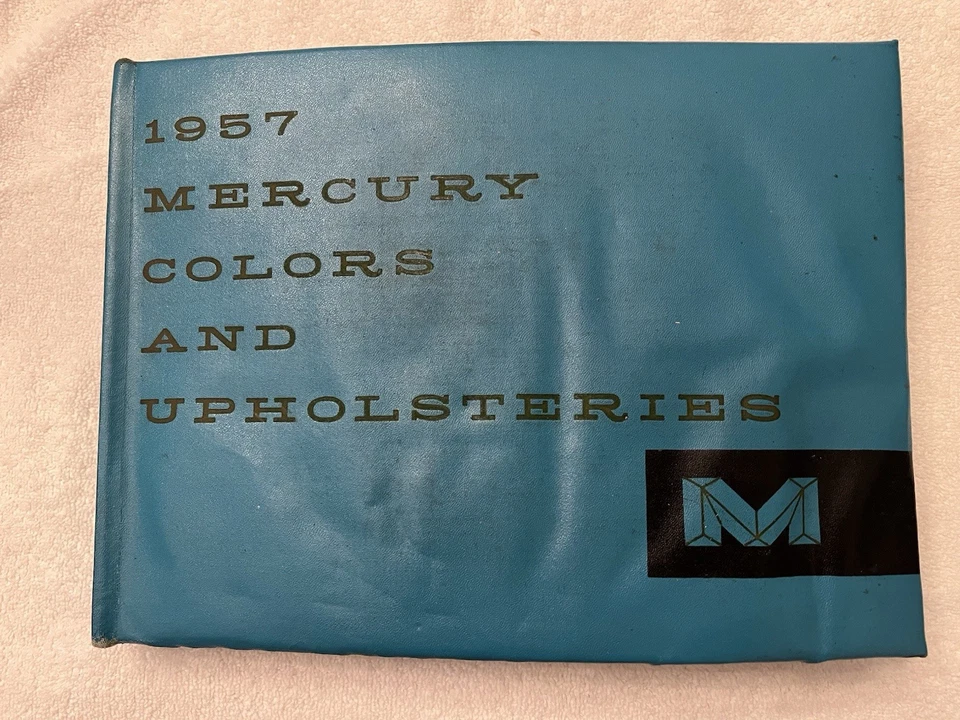 1957
MERCURY
COLORS
AND
UPHOLSTERIES
M